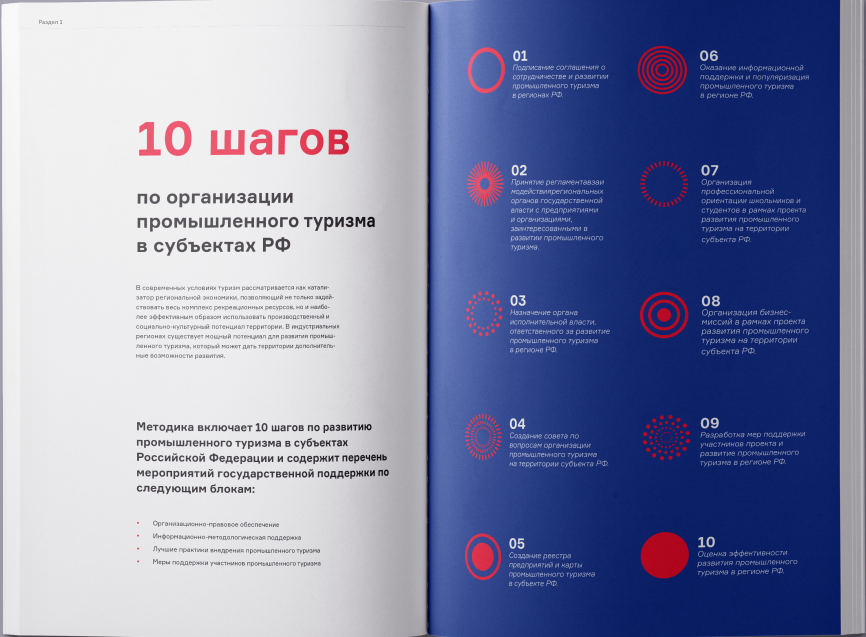 Раздел 1
10 шагов
по организации
промышленного туризма
в субъектах РФ
В современных условиях туризм рассматривается как катали-
затор региональной экономики, позволяющий не только задей-
ствовать весь комплекс рекреационных ресурсов, но и наибо-
лее эффективным образом использовать производственный и
социально-культурный потенциал территории. В индустриальных
регионах существует мощный потенциал для развития промыш-
ленного туризма, который может дать территории дополнитель-
ные возможности развития.
Методика включает 10 шагов по развитию
промышленного туризма в субъектах
Российской Федерации и содержит перечень
мероприятий государственной поддержки по
следующим блокам:
Организационно-правовое обеспечение
Информационно-методологическая поддержка
Лучшие практики внедрения промышленного туризма
Меры поддержки участников промышленного туризма
01
Подписание соглашения о
сотрудничестве и развитии
промышленного туризма
в регионах РФ.
02
Принятие регламентавзаи
модействиярегиональных
органов государственной
власти с предприятиями
и организациями,
заинтересованными в
развитии промышленного
туризма.
03
Назначение органа
исполнительной власти,
ответственного за развитие
промышленного туризма
в регионе РФ.
04
Создание совета по
вопросам организации
промышленного туризма
на территории субъекта РФ.
05
Создание реестра
предприятий и карты
промышленного туризма
в субъекте РФ.
06
Оказание информационной
поддержки и популяризация
промышленного туризма
в регионе РФ.
07
Организация
профессиональной
ориентации школьников и
студентов в рамках проекта
развития промышленного
туризма на территории
субъекта РФ.
08
Организация бизнес-
миссий в рамках проекта
развития промышленного
туризма на территории
субъекта РФ.
09
Разработка мер поддержки
участников проекта и
развитие промышленного
туризма в регионе РФ.
10
Оценка эффективности
развития промышленного
туризма в регионе РФ.